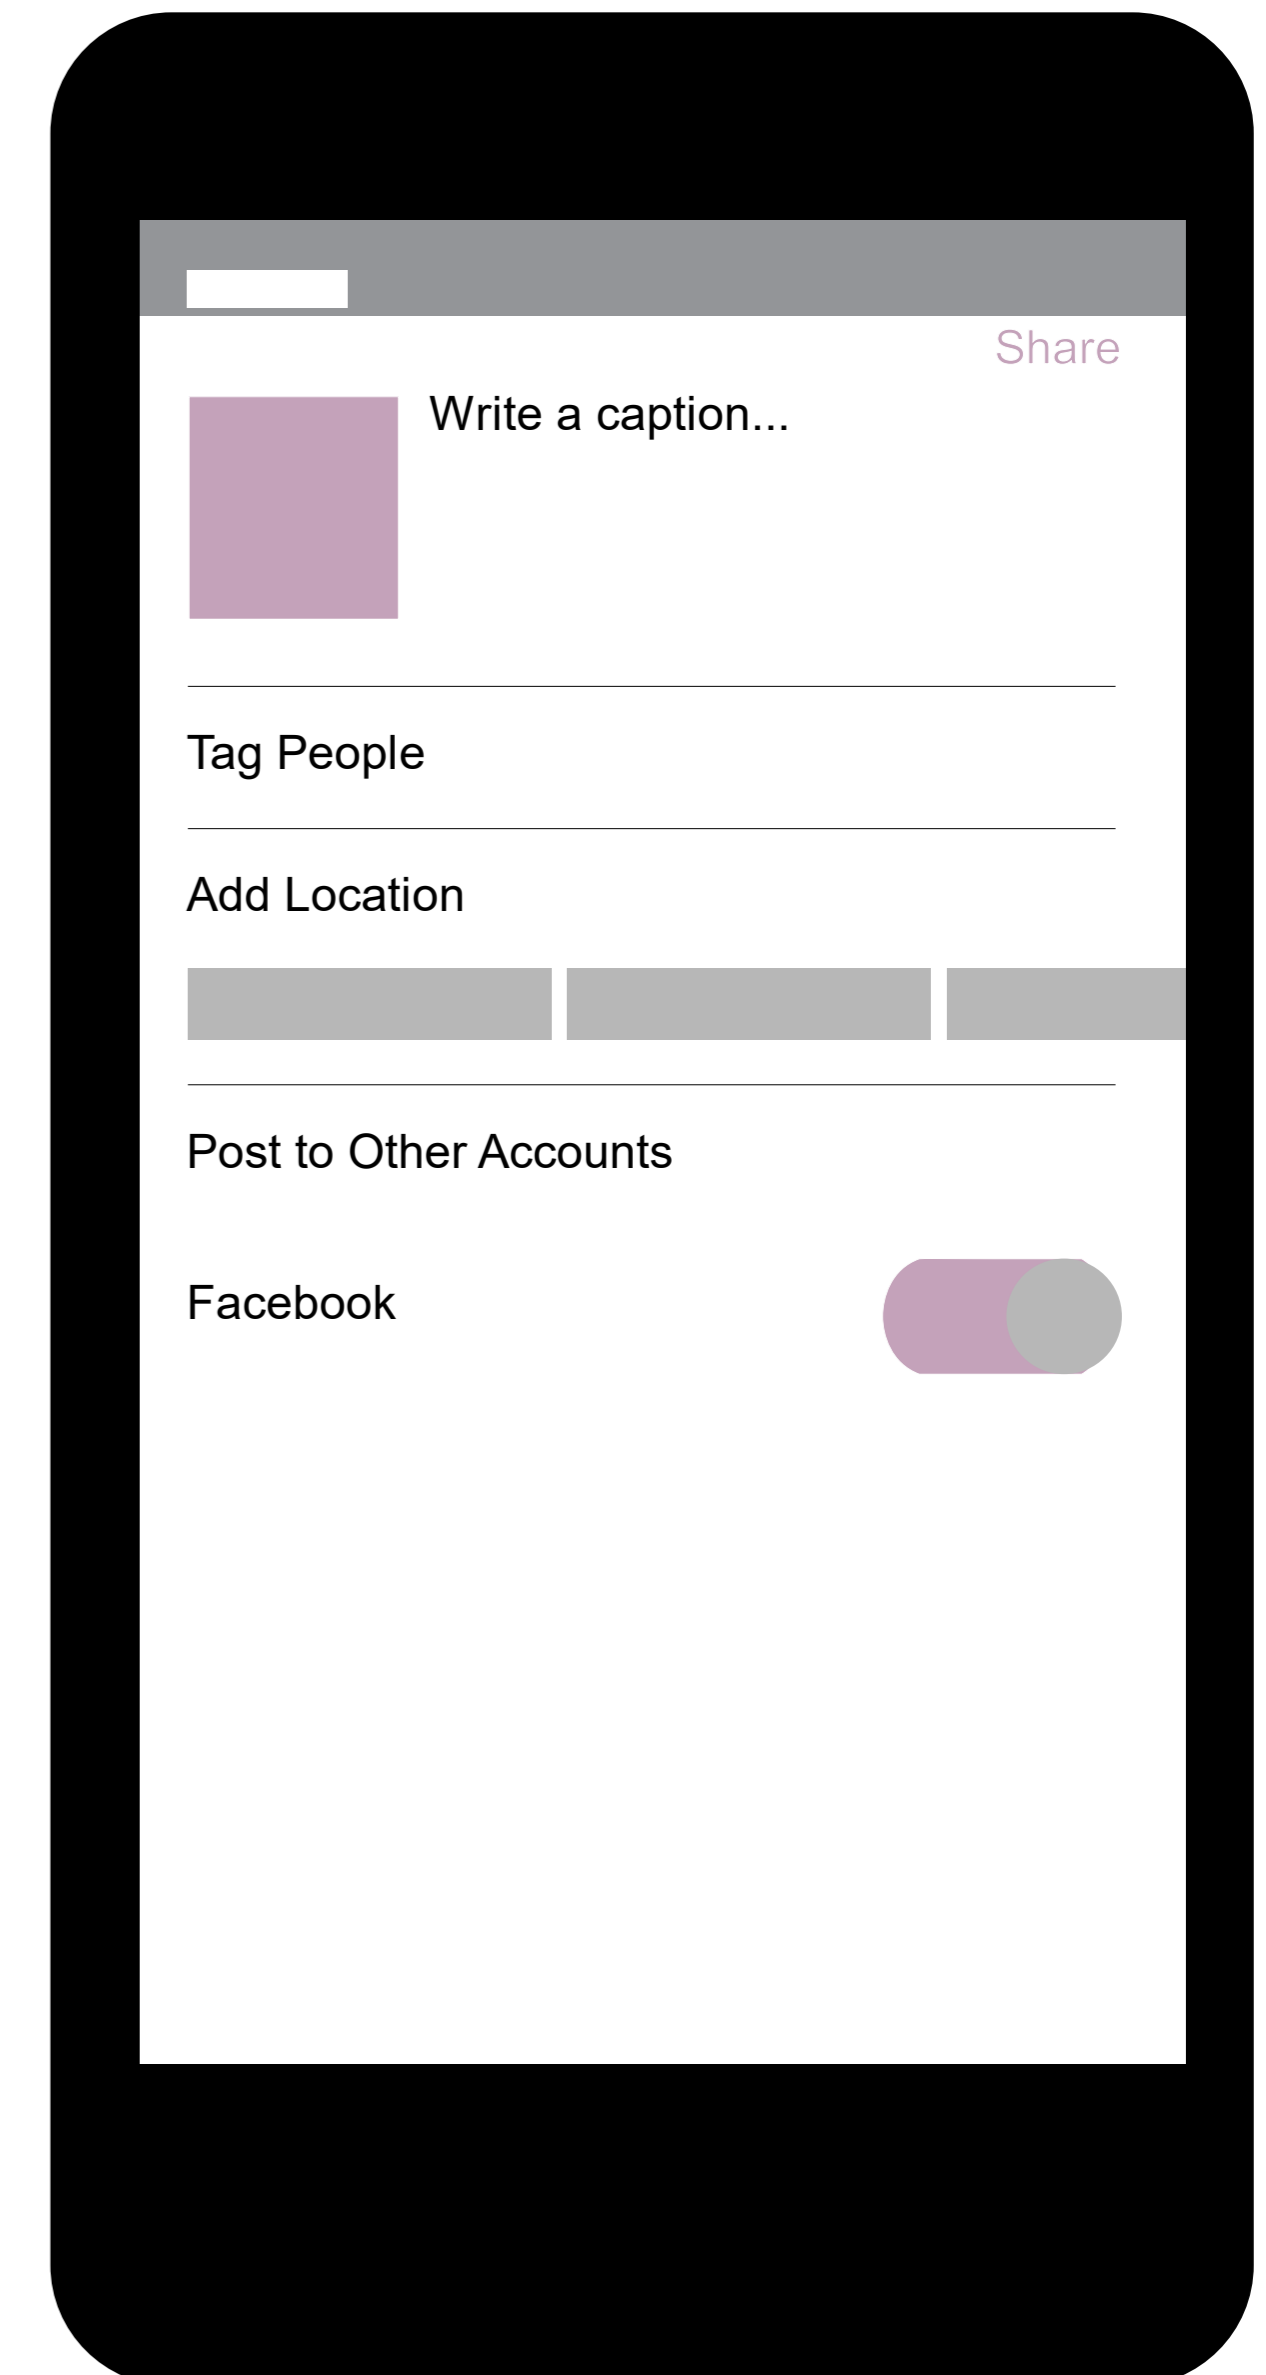 Share
Write a caption...
Tag People
Add Location
Post to Other Accounts
Facebook